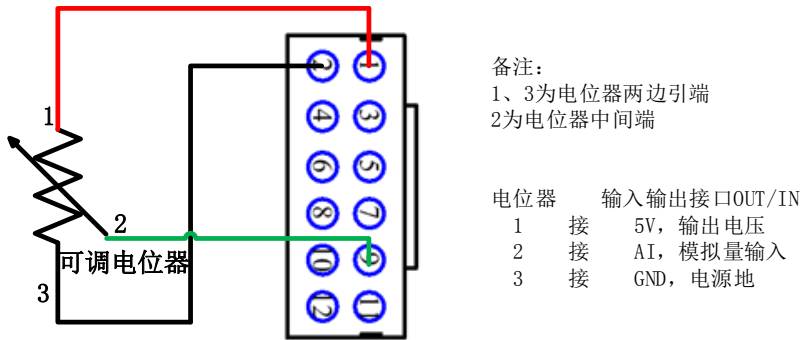 备注：
1、3为电位器两边引端
2为电位器中间端
电位器 输入输出接口OUT/IN
1 接 5V，输出电压
2 接 AI，模拟量输入
3 接 GND，电源地
1
2
可调电位器
3
2 1
4 3
6 5
8 7
10 9
12 11